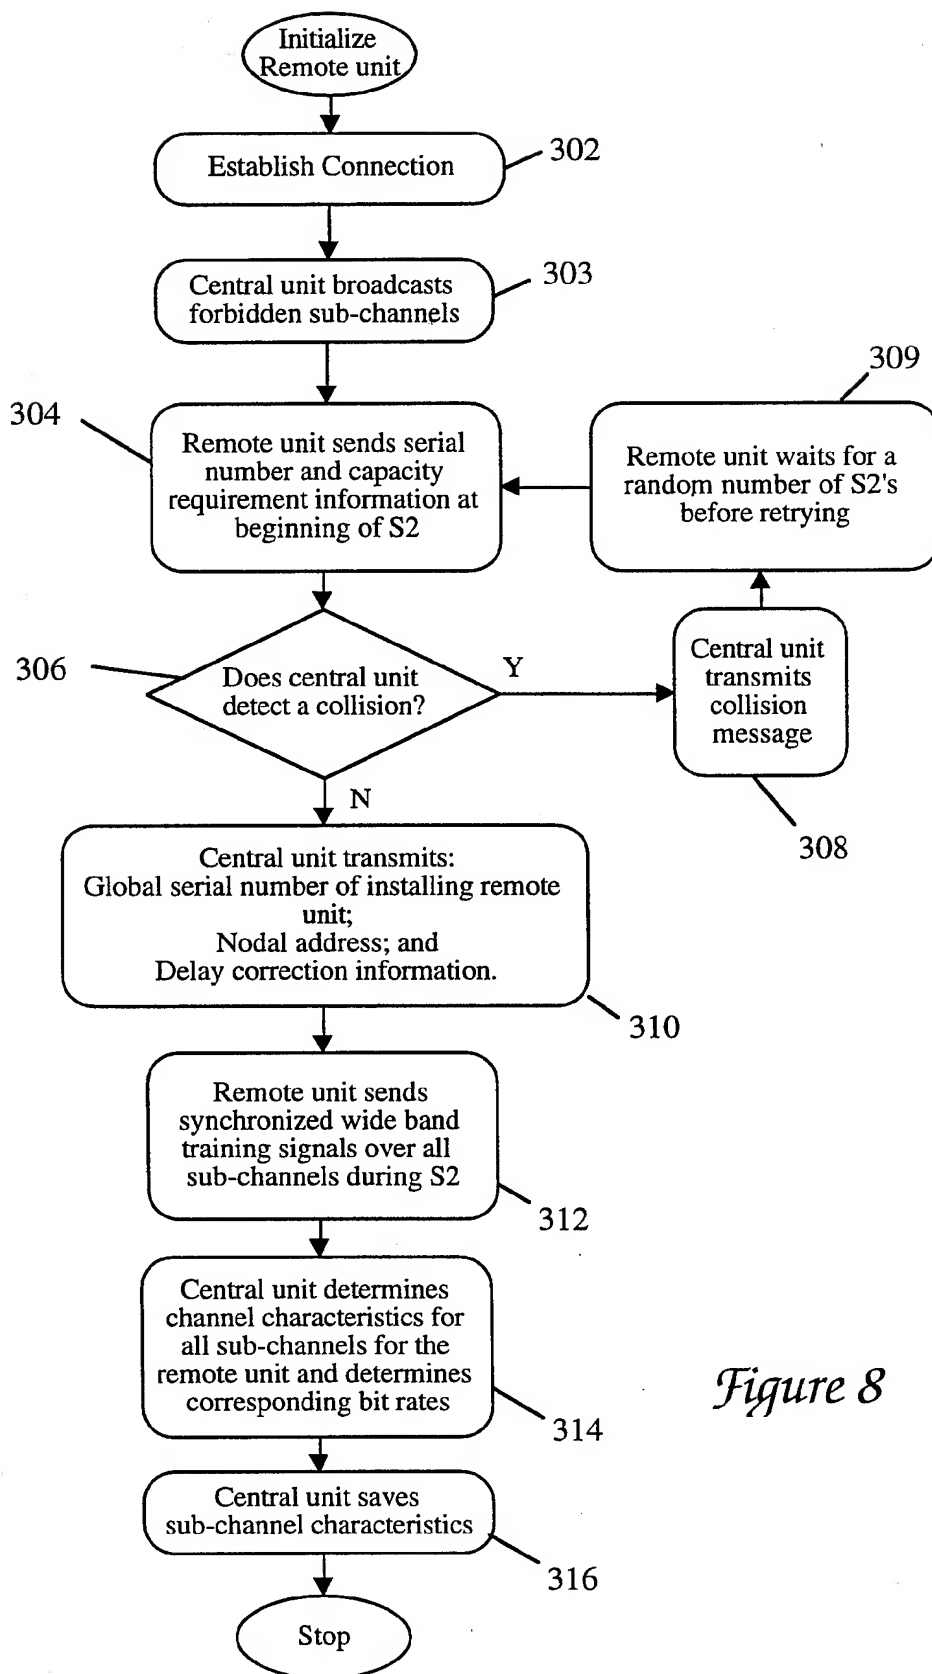 Initialize
Remote unit
Establish Connection
302
Central unit broadcasts
forbidden sub-channels
303
304
Remote unit sends serial
number and capacity
requirement information at
beginning of S2
309
Remote unit waits for a
random number of S2's
before retrying
306
Does central unit
detect a collision?
Y
Central unit
transmits
collision
message
308
N
Central unit transmits:
Global serial number of installing remote
unit;
Nodal address; and
Delay correction information.
310
Remote unit sends
synchronized wide band
training signals over all
sub-channels during S2
312
Central unit determines
channel characteristics for
all sub-channels for the
remote unit and determines
corresponding bit rates
314
Figure 8
Central unit saves
sub-channel characteristics
316
Stop